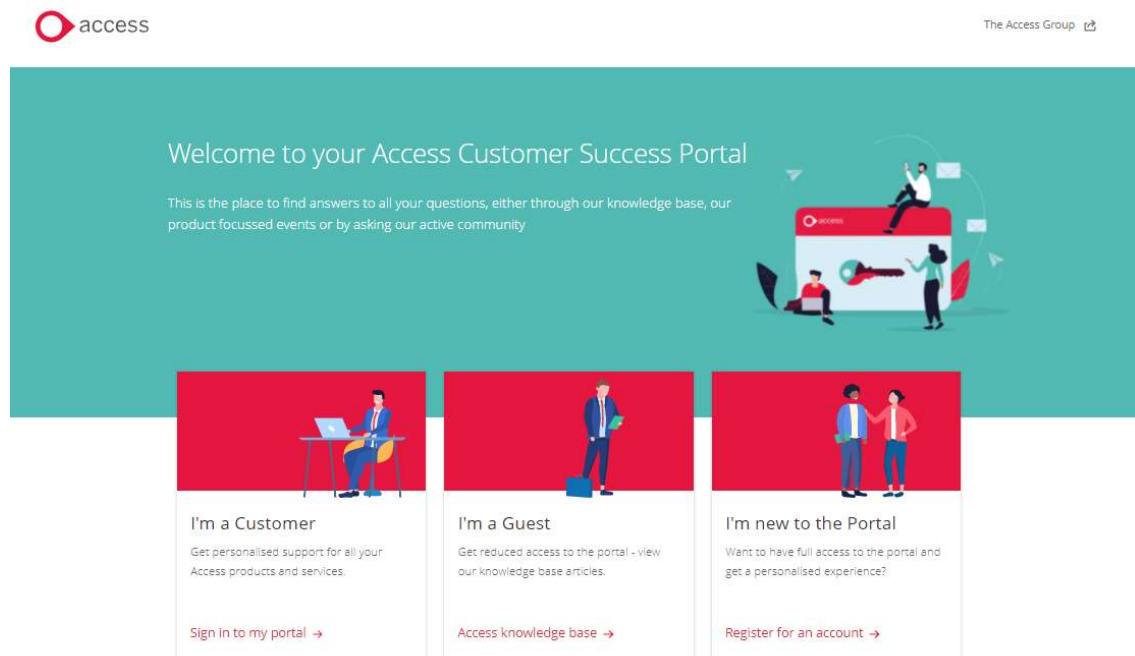 access
The Access Group
Welcome to your Access Customer Success Portal
This is the place to find answers to all your questions, either through our knowledge base, our
product focussed events or by asking our active community
access
I'm a Customer
Get personalised support for all your
Access products and services.
Sign in to my portal →
I'm a Guest
Get reduced access to the portal - view
our knowledge base articles.
Access knowledge base →
I'm new to the Portal
Want to have full access to the portal and
get a personalised experience?
Register for an account →